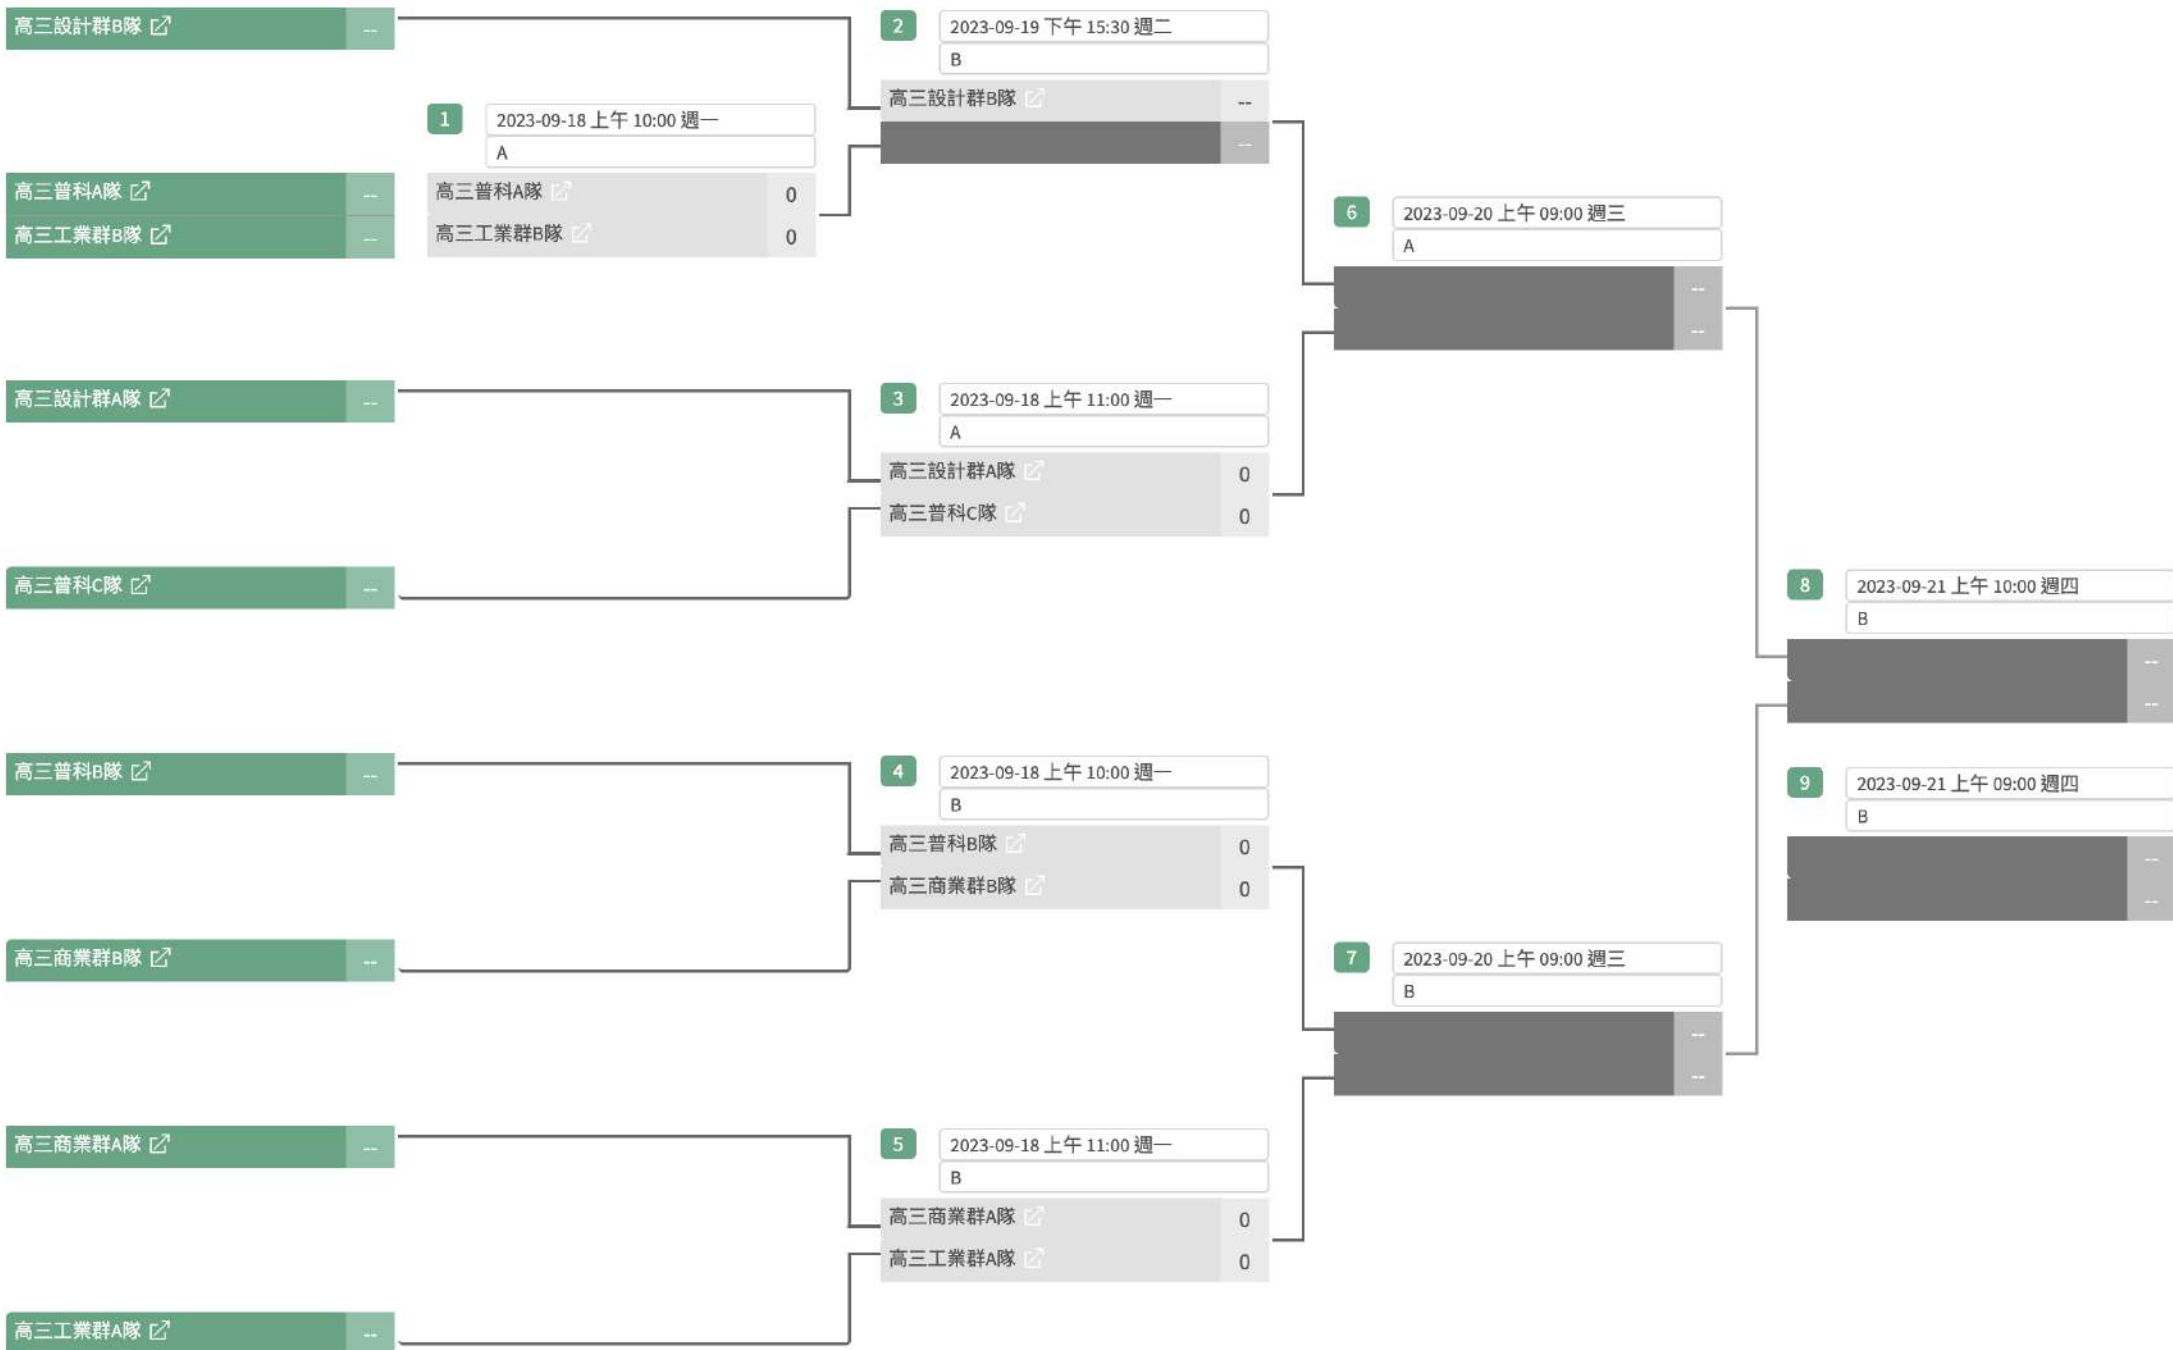 高三設計群B隊 --
高三普科A隊 --
高三工業群B隊 --
高三設計群A隊 --
高三普科C隊 --
高三普科B隊 --
高三商業群B隊 --
高三商業群A隊 --
高三工業群A隊 --
1 2023-09-18 上午 10:00 週一
A
高三普科A隊 0
高三工業群B隊 0
2 2023-09-19 下午 15:30 週二
B
高三設計群B隊 --
--
3 2023-09-18 上午 11:00 週一
A
高三設計群A隊 0
高三普科C隊 0
4 2023-09-18 上午 10:00 週一
B
高三普科B隊 0
高三商業群B隊 0
5 2023-09-18 上午 11:00 週一
B
高三商業群A隊 0
高三工業群A隊 0
6 2023-09-20 上午 09:00 週三
A
--
--
7 2023-09-20 上午 09:00 週三
B
--
--
8 2023-09-21 上午 10:00 週四
B
--
--
9 2023-09-21 上午 09:00 週四
B
--
--